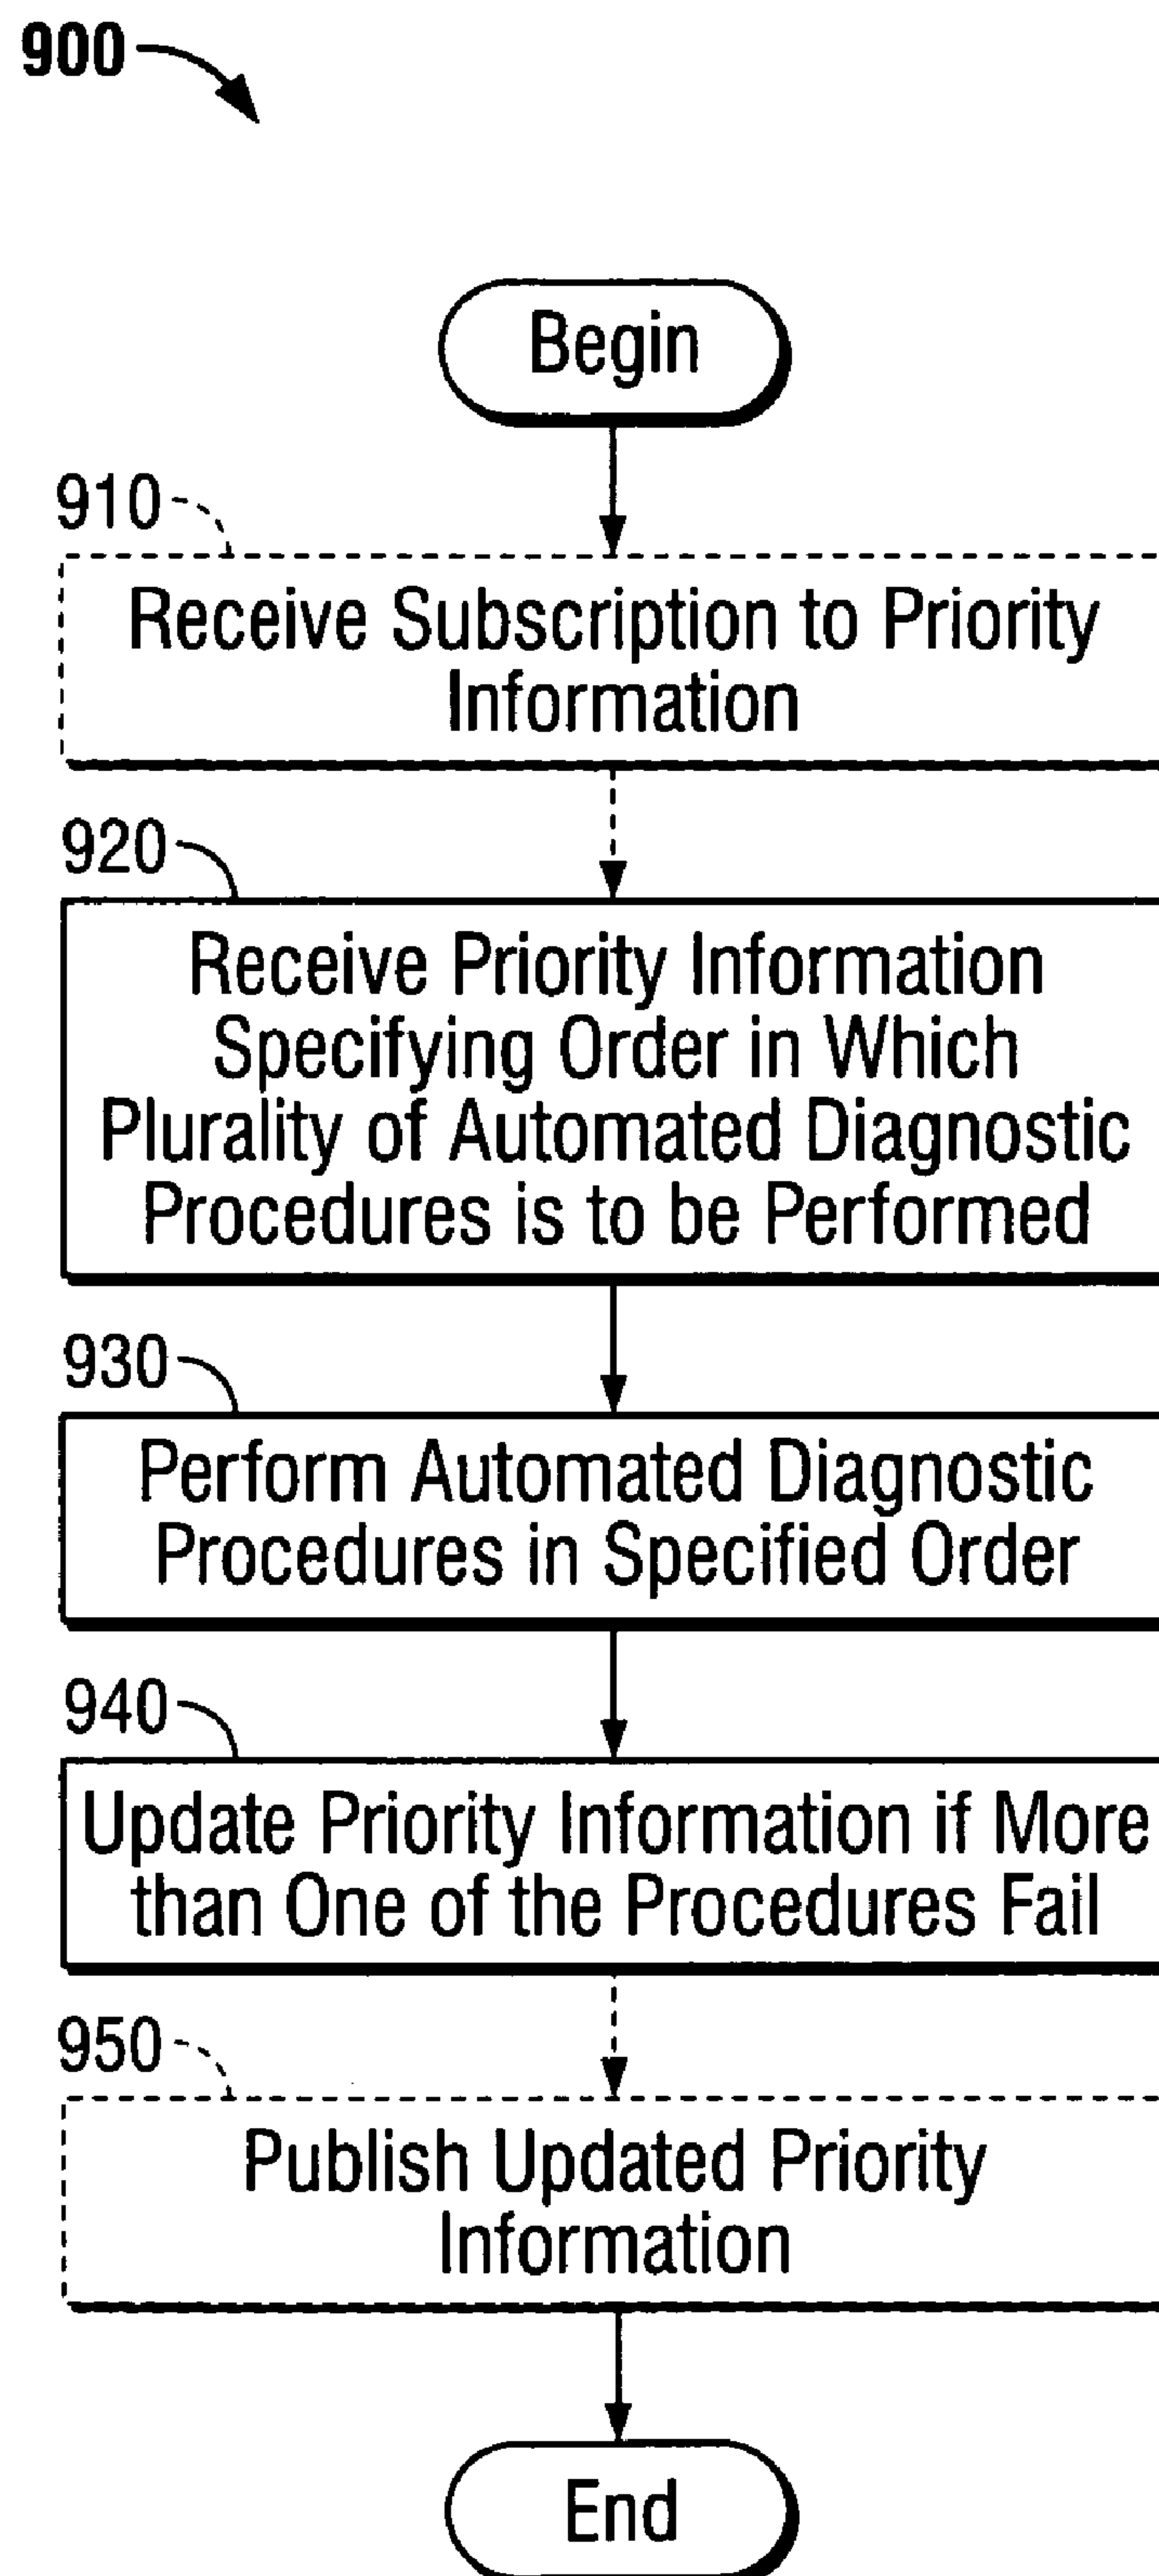 900
Begin
910
Receive Subscription to Priority
Information
920
Receive Priority Information
Specifying Order in Which
Plurality of Automated Diagnostic
Procedures is to be Performed
930
Perform Automated Diagnostic
Procedures in Specified Order
940
Update Priority Information if More
than One of the Procedures Fail
950
Publish Updated Priority
Information
End